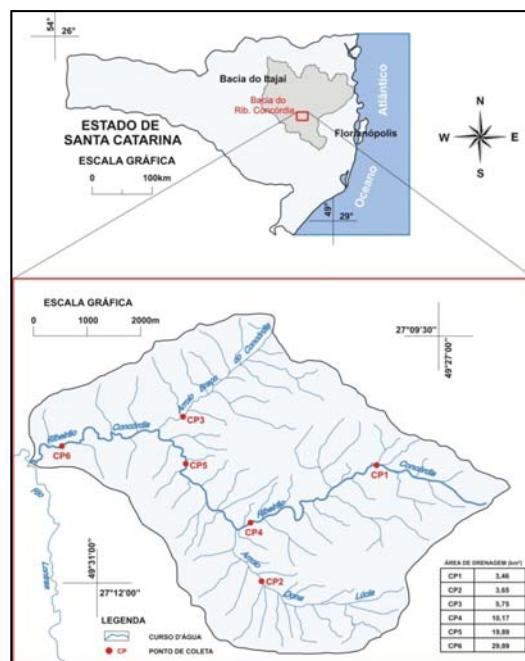 54°
26°
Bacia do Itajaí
Bacia do
Rib. Concórdia
ESTADO DE
SANTA CATARINA
Florianópolis
ESCALA GRÁFICA
0
100km
Atlântico
Oceano
49°
29°
N
W
E
S
ESCALA GRÁFICA
0
1000
2000m
27°09'30"
49°27'00"
Arroio Braço do Concórdia
CP3
Ribeirão
Concórdia
CP6
CP5
CP1
Concórdia
Ribeirão
CP4
Rio
Arroio
CP2
Dona
Lúcia
49°31'00"
27°12'00"
LEGENDA
CURSO D'ÁGUA
CP
PONTO DE COLETA
ÁREA DE DRENAGEM (km²)
CP1 3,46
CP2 3,65
CP3 5,75
CP4 10,17
CP5 19,89
CP6 29,89